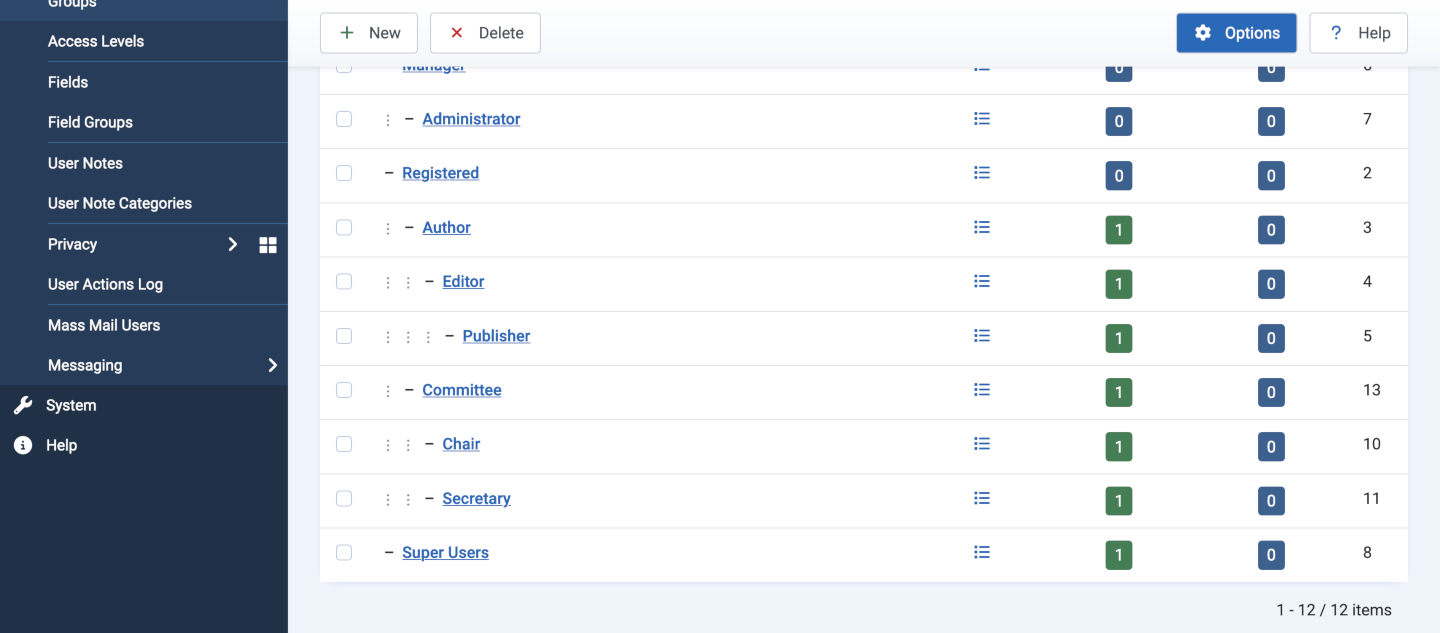 Groups
Access Levels
Fields
Field Groups
User Notes
User Note Categories
Privacy
User Actions Log
Mass Mail Users
Messaging
System
Help
+ New
× Delete
Options
? Help
Manager 0 0 6
– Administrator 0 0 7
– Registered 0 0 2
– Author 1 0 3
– Editor 1 0 4
– Publisher 1 0 5
– Committee 1 0 13
– Chair 1 0 10
– Secretary 1 0 11
– Super Users 1 0 8
1 - 12 / 12 items